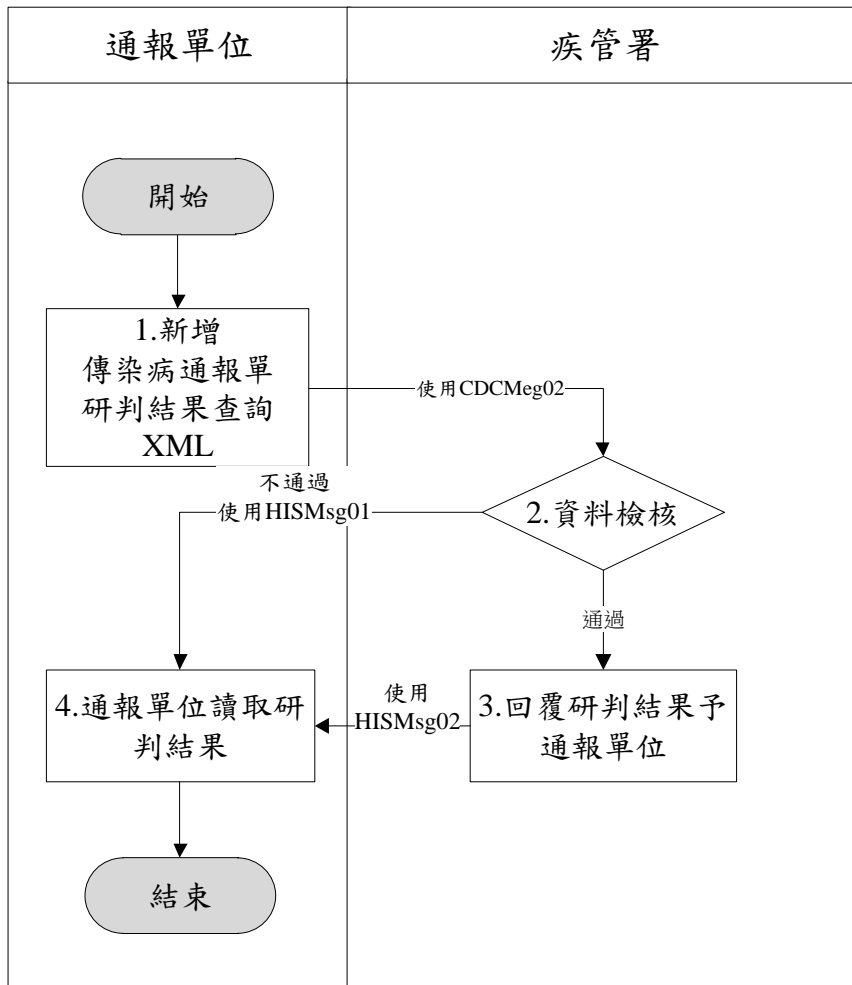 通報單位
疾管署
開始
1.新增
傳染病通報單
研判結果查詢
XML
使用CDCMeg02
不通過
使用HISMsg01
2.資料檢核
通過
4.通報單位讀取研
判結果
使用
HISMsg02
3.回覆研判結果予
通報單位
結束